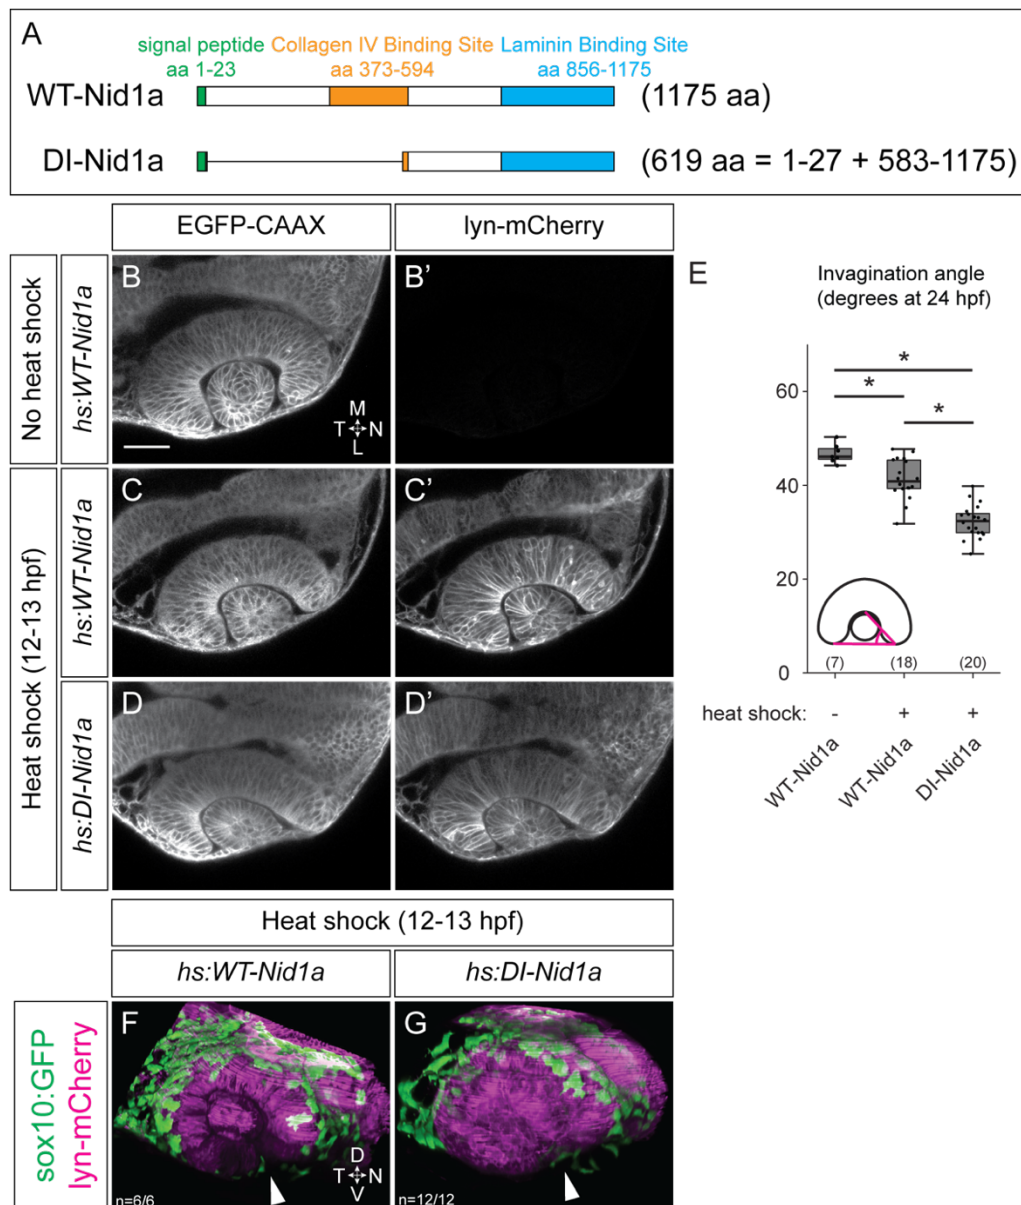 A
signal peptide Collagen IV Binding Site Laminin Binding Site
aa 1-23 aa 373-594 aa 856-1175
WT-Nid1a (1175 aa)
DI-Nid1a (619 aa = 1-27 + 583-1175)
EGFP-CAAX lyn-mCherry
No heat shock
hs:WT-Nid1a
B B'
M
T N
L
Heat shock (12-13 hpf)
hs:WT-Nid1a
C C'
hs:DI-Nid1a
D D'
E
Invagination angle
(degrees at 24 hpf)
*
* *
60
40
20
0
(7) (18) (20)
heat shock: - + +
WT-Nid1a WT-Nid1a DI-Nid1a
Heat shock (12-13 hpf)
hs:WT-Nid1a hs:DI-Nid1a
sox10:GFP
lyn-mCherry
F G
D
T N
V
n=6/6 n=12/12